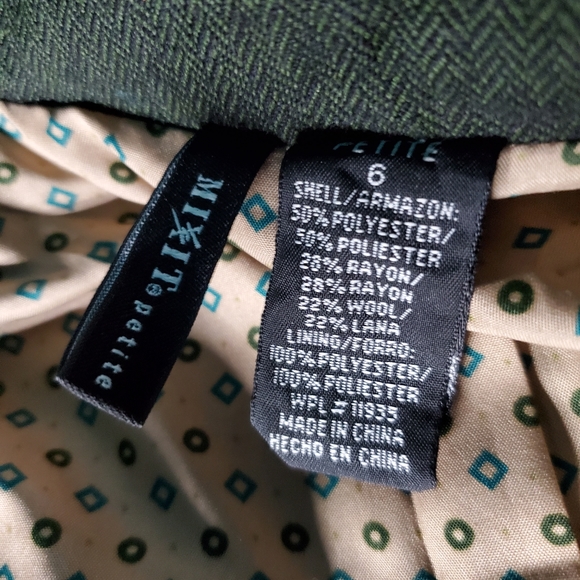 MIXIT® petite
PETITE
6
SHELL/ARMAZON:
50% POLYESTER/
50% POLIESTER
28% RAYON/
28% RAYON/
22% WOOL/
22% LANA
LINING/FORRO:
100% POLYESTER/
100% POLIESTER
WPL # 11935
MADE IN CHINA
HECHO EN CHINA